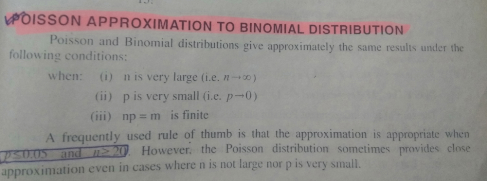 POISSON APPROXIMATION TO BINOMIAL DISTRIBUTION
Poisson and Binomial distributions give approximately the same results under the
following conditions:
when: (i) n is very large (i.e. n→∞)
(ii) p is very small (i.e. p→0)
(iii) np = m is finite
A frequently used rule of thumb is that the approximation is appropriate when
p≤0.05 and n≥20. However, the Poisson distribution sometimes provides close
approximation even in cases where n is not large nor p is very small.